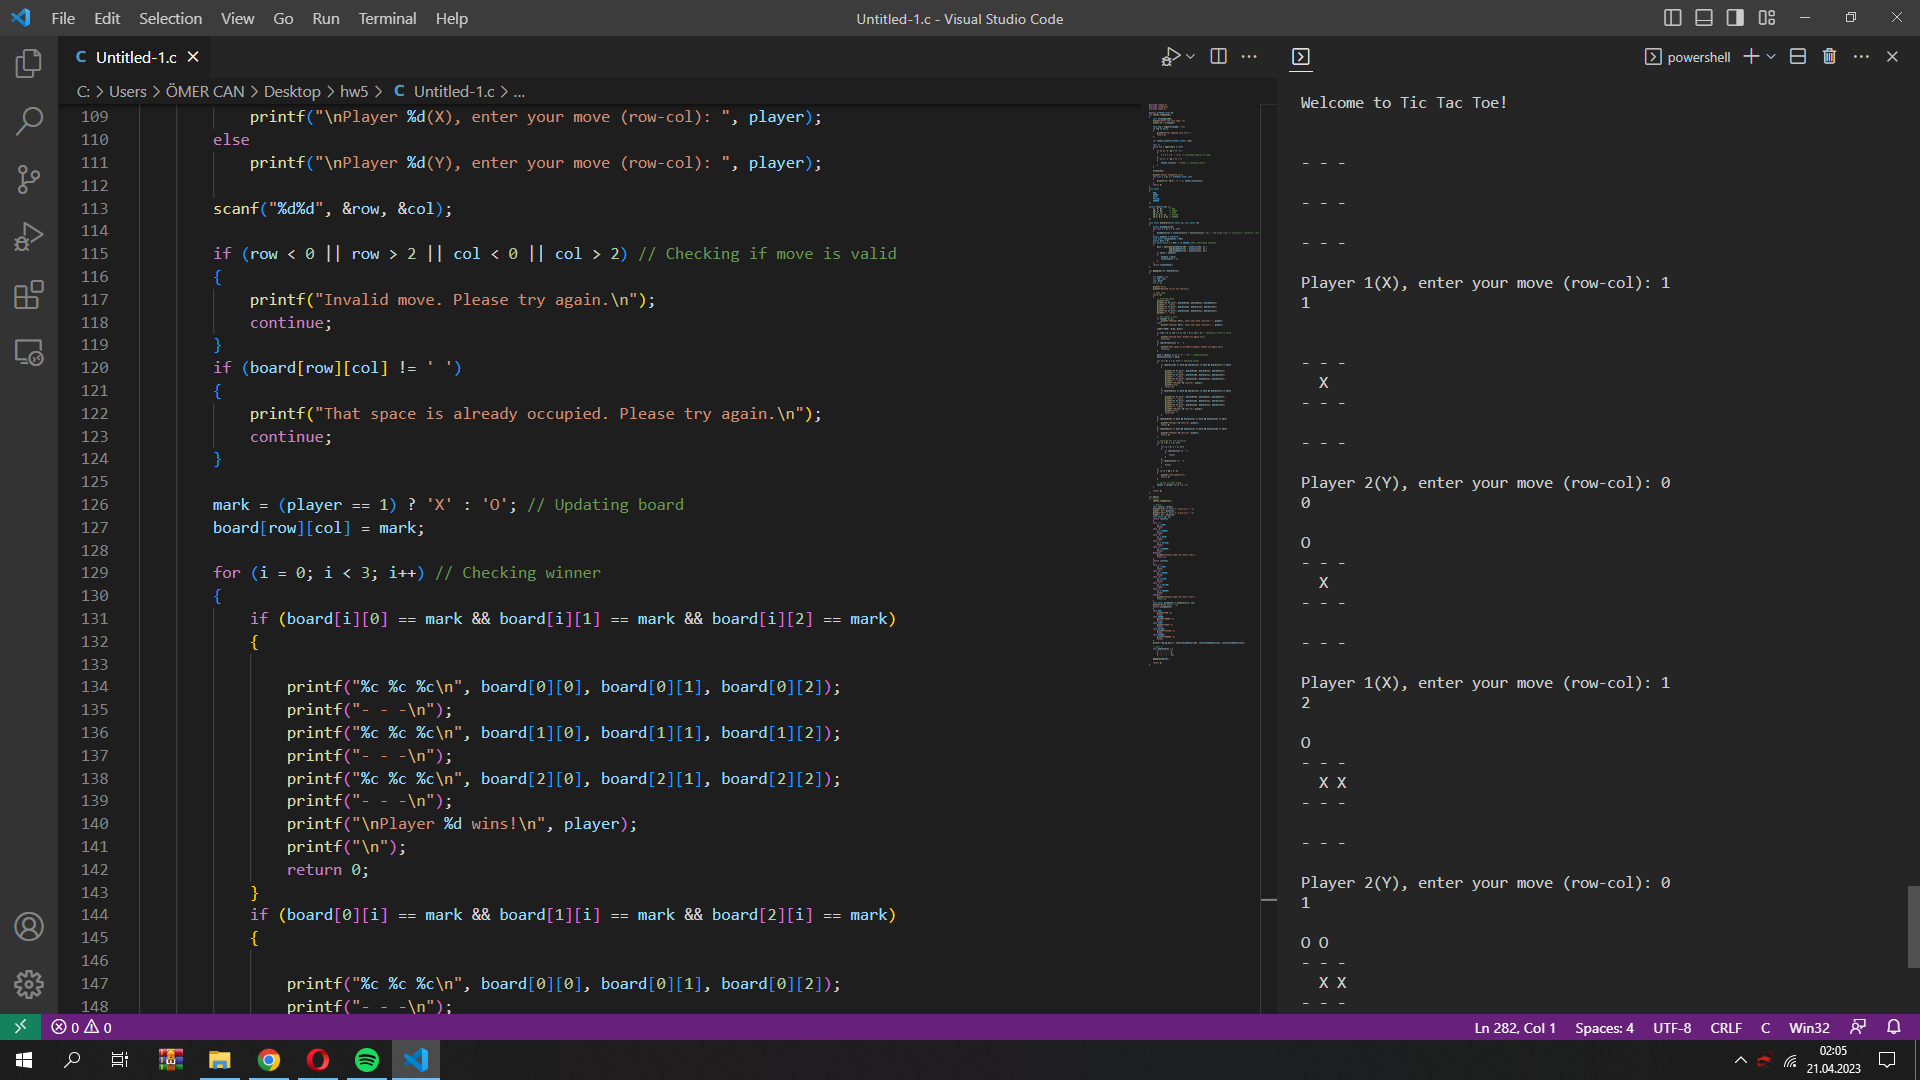 File Edit Selection View Go Run Terminal Help
Untitled-1.c - Visual Studio Code
C Untitled-1.c
powershell
C: > Users > ÖMER CAN > Desktop > hw5 > C Untitled-1.c > ...
109 printf("\nPlayer %d(X), enter your move (row-col): ", player);
110 else
111 printf("\nPlayer %d(Y), enter your move (row-col): ", player);
112
113 scanf("%d%d", &row, &col);
114
115 if (row < 0 || row > 2 || col < 0 || col > 2) // Checking if move is valid
116 {
117 printf("Invalid move. Please try again.\n");
118 continue;
119 }
120 if (board[row][col] != ' ')
121 {
122 printf("That space is already occupied. Please try again.\n");
123 continue;
124 }
125
126 mark = (player == 1) ? 'X' : 'O'; // Updating board
127 board[row][col] = mark;
128
129 for (i = 0; i < 3; i++) // Checking winner
130 {
131 if (board[i][0] == mark && board[i][1] == mark && board[i][2] == mark)
132 {
133
134 printf("%c %c %c\n", board[0][0], board[0][1], board[0][2]);
135 printf("- - -\n");
136 printf("%c %c %c\n", board[1][0], board[1][1], board[1][2]);
137 printf("- - -\n");
138 printf("%c %c %c\n", board[2][0], board[2][1], board[2][2]);
139 printf("- - -\n");
140 printf("\nPlayer %d wins!\n", player);
141 printf("\n");
142 return 0;
143 }
144 if (board[0][i] == mark && board[1][i] == mark && board[2][i] == mark)
145 {
146
147 printf("%c %c %c\n", board[0][0], board[0][1], board[0][2]);
148 printf("- - -\n");
Welcome to Tic Tac Toe!
- - -
- - -
- - -
Player 1(X), enter your move (row-col): 1
1
- - -
X
- - -
- - -
Player 2(Y), enter your move (row-col): 0
0
O
- - -
X
- - -
- - -
Player 1(X), enter your move (row-col): 1
2
O
- - -
X X
- - -
- - -
Player 2(Y), enter your move (row-col): 0
1
O O
- - -
X X
- - -
0 0
Ln 282, Col 1 Spaces: 4 UTF-8 CRLF C Win32
02:05
21.04.2023